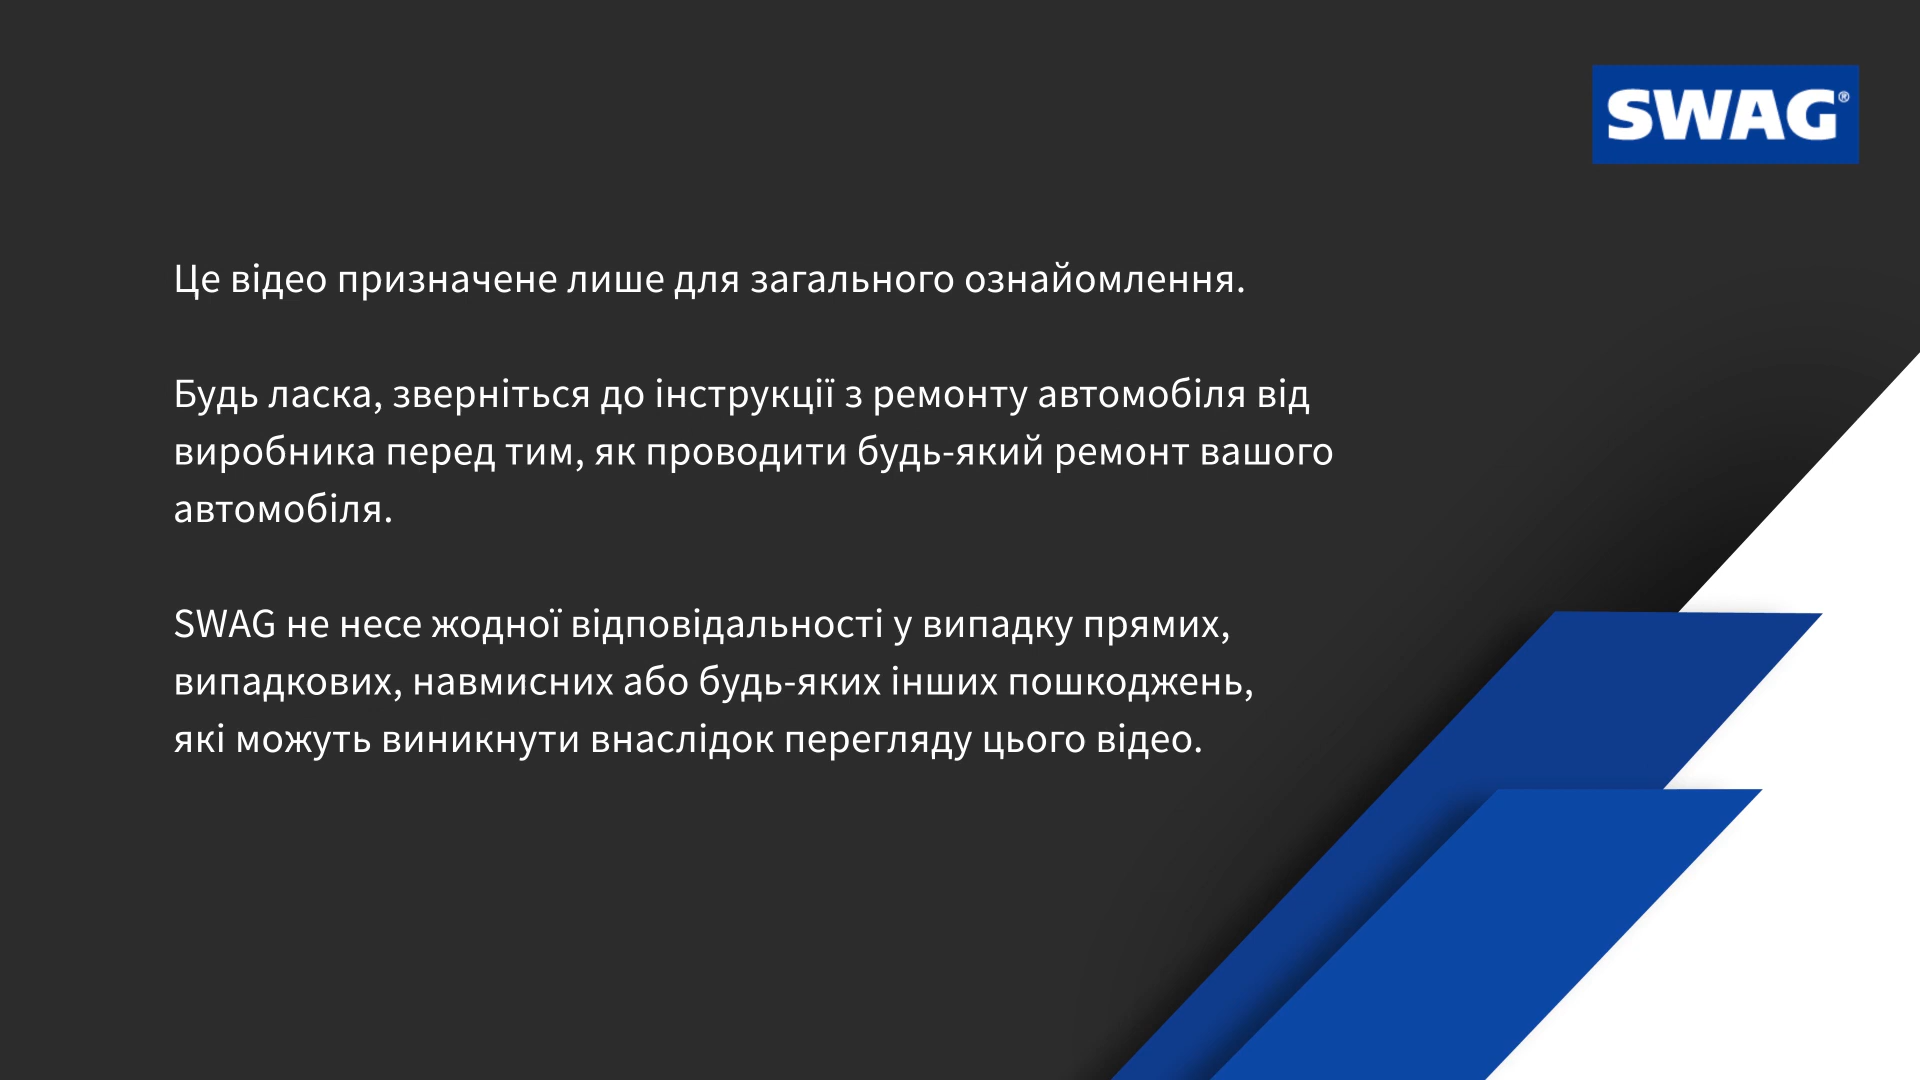 SWAG®
Це відео призначене лише для загального ознайомлення.
Будь ласка, зверніться до інструкції з ремонту автомобіля від
виробника перед тим, як проводити будь-який ремонт вашого
автомобіля.
SWAG не несе жодної відповідальності у випадку прямих,
випадкових, навмисних або будь-яких інших пошкоджень,
які можуть виникнути внаслідок перегляду цього відео.